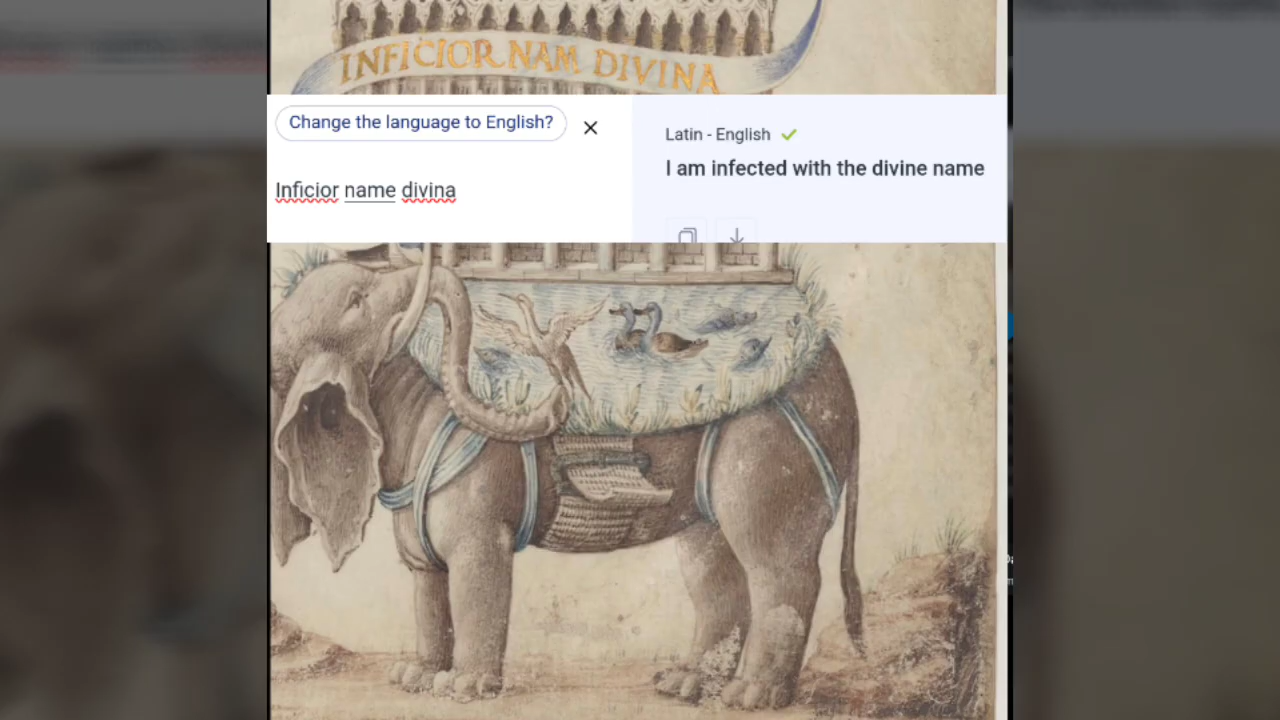 INFICIOR NAM DIVINA
Change the language to English?
Latin - English
I am infected with the divine name
Inficior name divina